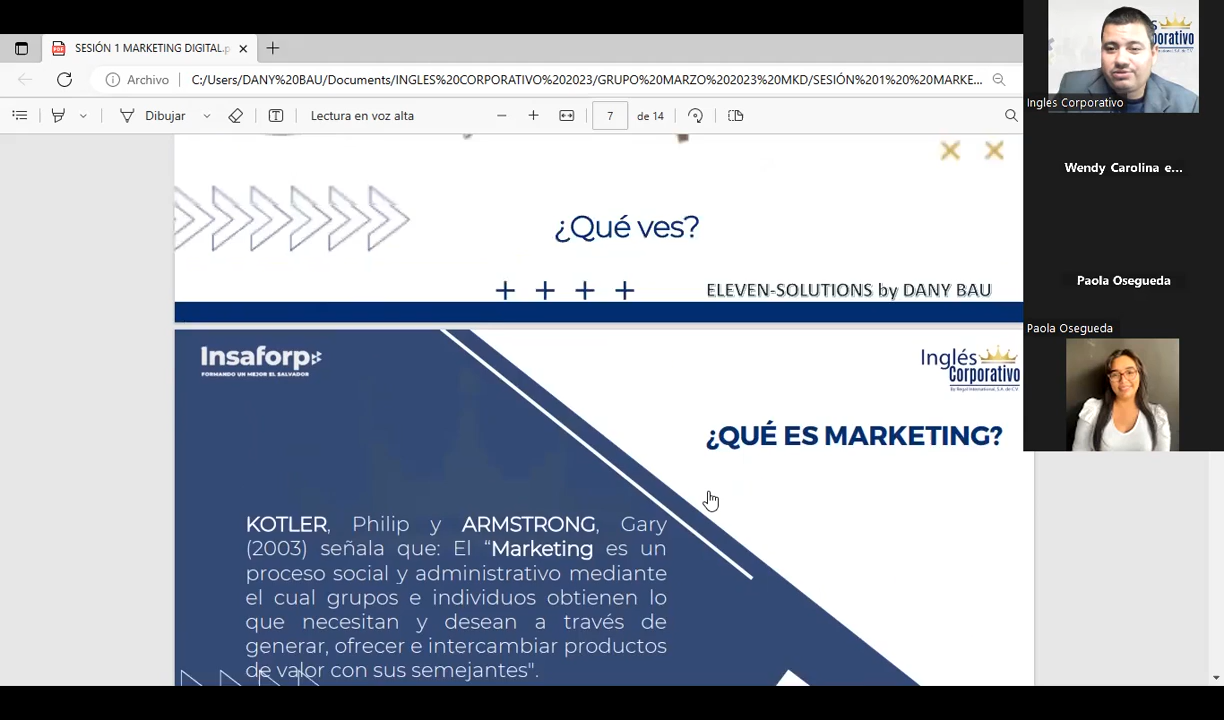 SESIÓN 1 MARKETING DIGITAL.p
Archivo
C:/Users/DANY%20BAU/Documents/INGLES%20CORPORATIVO%202023/GRUPO%20MARZO%202023%20MKD/SESIÓN%201%20%20MARKE...
Dibujar
Lectura en voz alta
7
de 14
¿Qué ves?
ELEVEN-SOLUTIONS by DANY BAU
Insaforp
FORMANDO UN MEJOR EL SALVADOR
Inglés
Corporativo
¿QUÉ ES MARKETING?
KOTLER, Philip y ARMSTRONG, Gary
(2003) señala que: El “Marketing es un
proceso social y administrativo mediante
el cual grupos e individuos obtienen lo
que necesitan y desean a través de
generar, ofrecer e intercambiar productos
de valor con sus semejantes".
Inglés Corporativo
Wendy Carolina e...
Paola Osegueda
Paola Osegueda